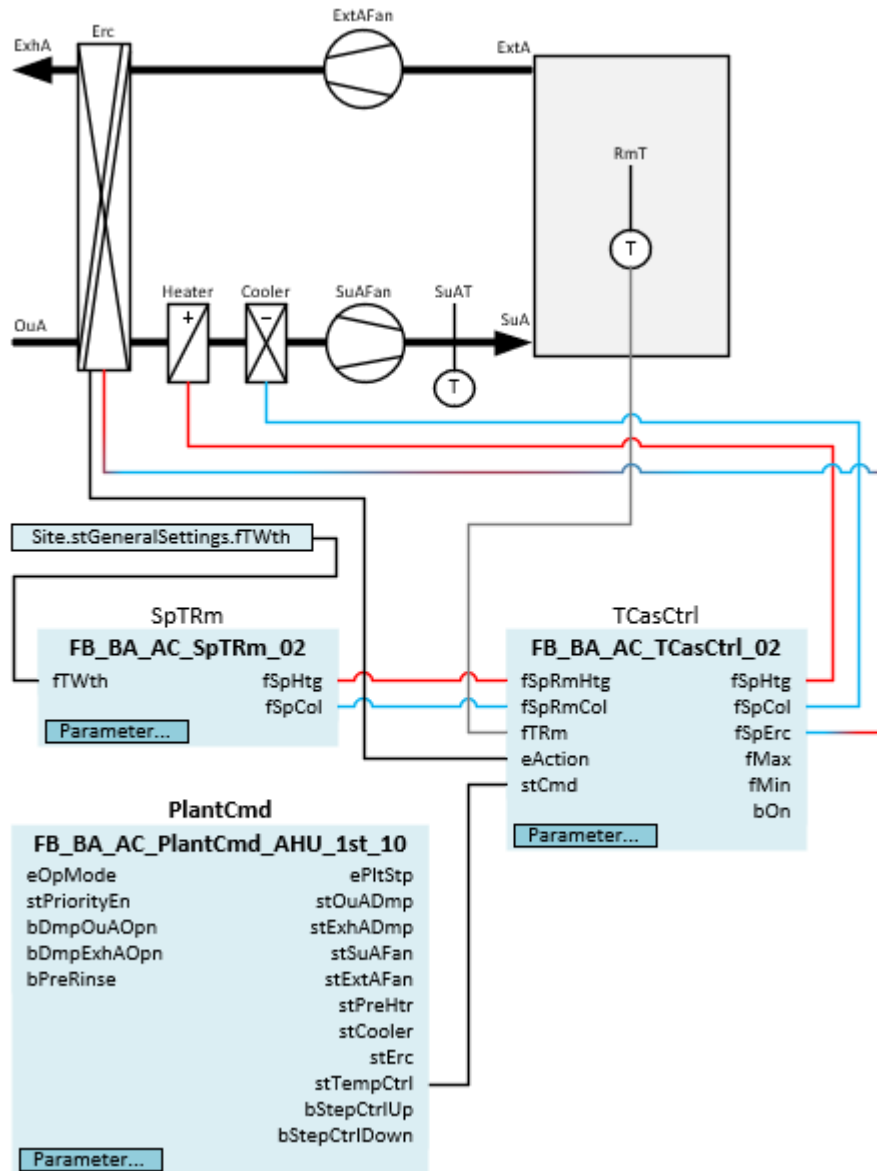 ExhA
Erc
ExtAFan
ExtA
RmT
T
OuA
Heater
+
Cooler
−
SuAFan
SuAT
SuA
T
Site.stGeneralSettings.fTWth
SpTRm
FB_BA_AC_SpTRm_02
fTWth
fSpHtg
fSpCol
Parameter...
TCasCtrl
FB_BA_AC_TCasCtrl_02
fSpRmHtg
fSpHtg
fSpRmCol
fSpCol
fTRm
fSpErc
eAction
fMax
stCmd
fMin
bOn
Parameter...
PlantCmd
FB_BA_AC_PlantCmd_AHU_1st_10
eOpMode
ePltStp
stPriorityEn
stOuADmp
bDmpOuAOpn
stExhADmp
bDmpExhAOpn
stSuAFan
bPreRinse
stExtAFan
stPreHtr
stCooler
stErc
stTempCtrl
bStepCtrlUp
bStepCtrlDown
Parameter...